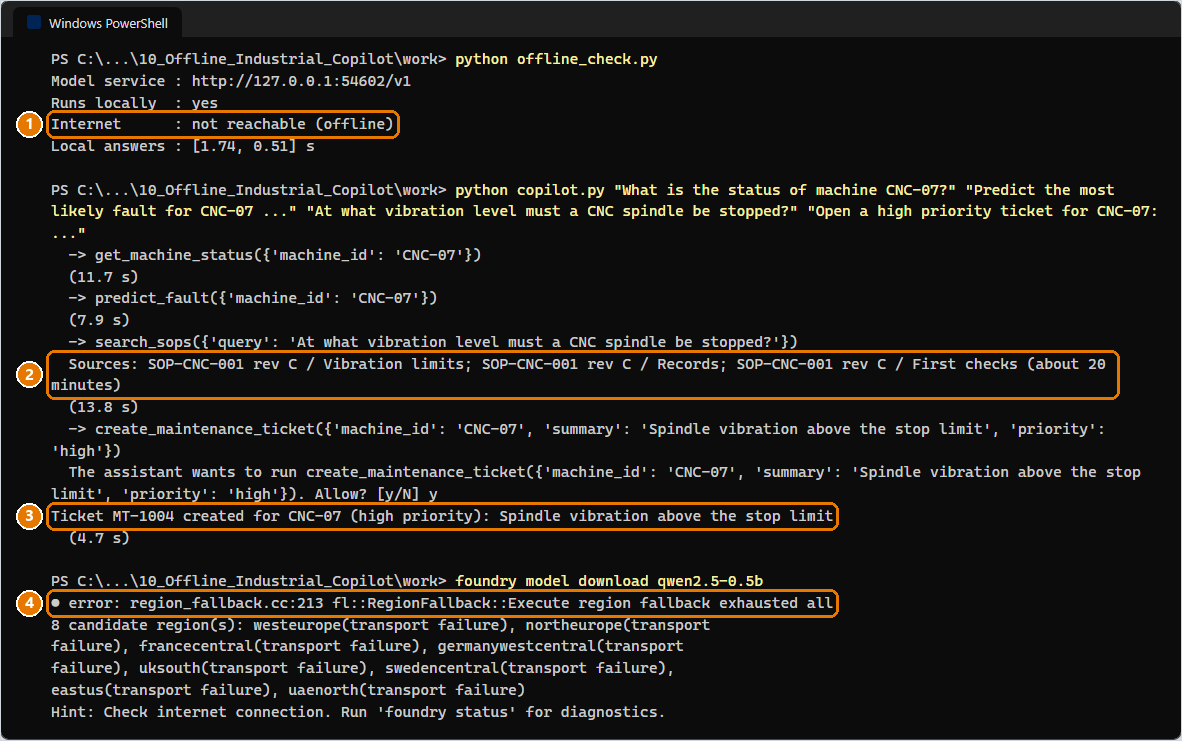 Windows PowerShell
PS C:\...\10_Offline_Industrial_Copilot\work> python offline_check.py
Model service : http://127.0.0.1:54602/v1
Runs locally  : yes
1
Internet      : not reachable (offline)
Local answers : [1.74, 0.51] s
PS C:\...\10_Offline_Industrial_Copilot\work> python copilot.py "What is the status of machine CNC-07?" "Predict the most
likely fault for CNC-07 ..." "At what vibration level must a CNC spindle be stopped?" "Open a high priority ticket for CNC-07:
..."
-> get_machine_status({'machine_id': 'CNC-07'})
(11.7 s)
-> predict_fault({'machine_id': 'CNC-07'})
(7.9 s)
-> search_sops({'query': 'At what vibration level must a CNC spindle be stopped?'})
2
Sources: SOP-CNC-001 rev C / Vibration limits; SOP-CNC-001 rev C / Records; SOP-CNC-001 rev C / First checks (about 20
minutes)
(13.8 s)
-> create_maintenance_ticket({'machine_id': 'CNC-07', 'summary': 'Spindle vibration above the stop limit', 'priority':
'high'})
The assistant wants to run create_maintenance_ticket({'machine_id': 'CNC-07', 'summary': 'Spindle vibration above the stop
limit', 'priority': 'high'}). Allow? [y/N] y
3
Ticket MT-1004 created for CNC-07 (high priority): Spindle vibration above the stop limit
(4.7 s)
PS C:\...\10_Offline_Industrial_Copilot\work> foundry model download qwen2.5-0.5b
4
● error: region_fallback.cc:213 fl::RegionFallback::Execute region fallback exhausted all
8 candidate region(s): westeurope(transport failure), northeurope(transport
failure), francecentral(transport failure), germanywestcentral(transport
failure), uksouth(transport failure), swedencentral(transport failure),
eastus(transport failure), uaenorth(transport failure)
Hint: Check internet connection. Run 'foundry status' for diagnostics.